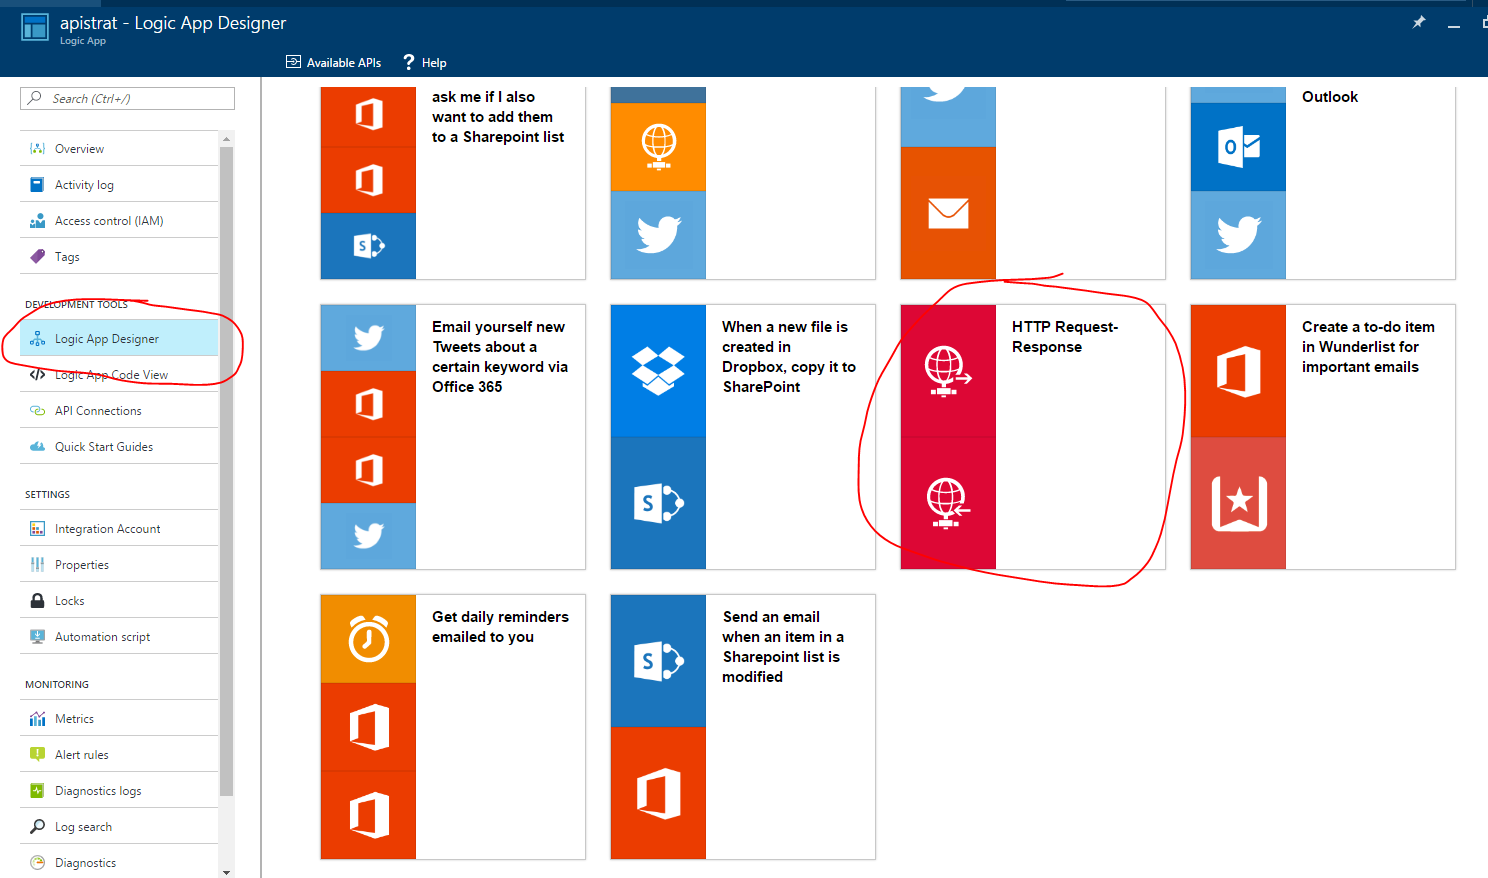 apistrat - Logic App Designer
Logic App
Available APIs
Help
Search (Ctrl+/)
Overview
Activity log
Access control (IAM)
Tags
DEVELOPMENT TOOLS
Logic App Designer
Logic App Code View
API Connections
Quick Start Guides
SETTINGS
Integration Account
Properties
Locks
Automation script
MONITORING
Metrics
Alert rules
Diagnostics logs
Log search
Diagnostics
ask me if I also
want to add them
to a Sharepoint list
Outlook
Email yourself new
Tweets about a
certain keyword via
Office 365
When a new file is
created in
Dropbox, copy it to
SharePoint
HTTP Request-
Response
Create a to-do item
in Wunderlist for
important emails
Get daily reminders
emailed to you
Send an email
when an item in a
Sharepoint list is
modified